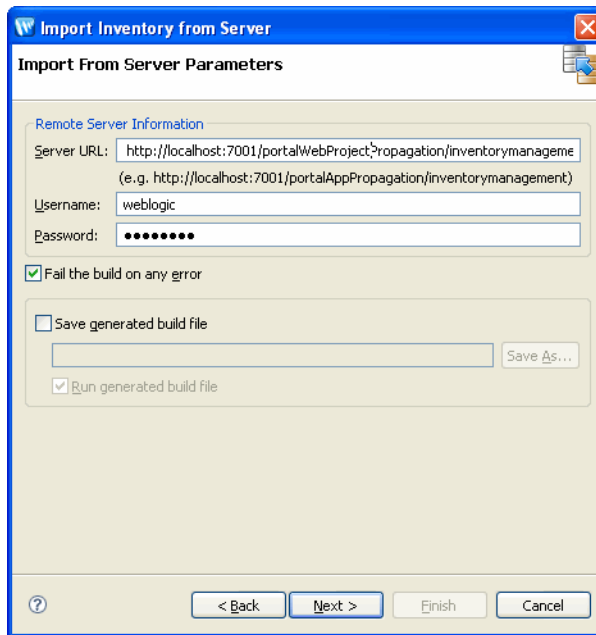 Import Inventory from Server
Import From Server Parameters
Remote Server Information
Server URL: http://localhost:7001/portalWebProjectPropagation/inventorymanageme
(e.g. http://localhost:7001/portalAppPropagation/inventorymanagement)
Username: weblogic
Password: ●●●●●●●●
Fail the build on any error
Save generated build file
Save As...
Run generated build file
? < Back Next > Finish Cancel